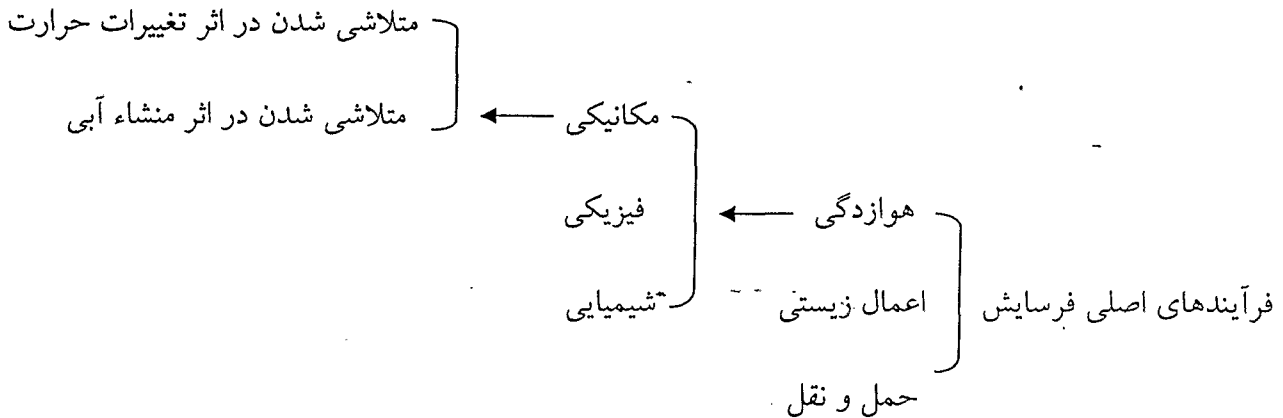 متلاشی شدن در اثر تغییرات حرارت
متلاشی شدن در اثر منشاء آبی
مکانیکی
هوازدگی
فیزیکی
فرآیندهای اصلی فرسایش
اعمال زیستی
شیمیایی
حمل و نقل